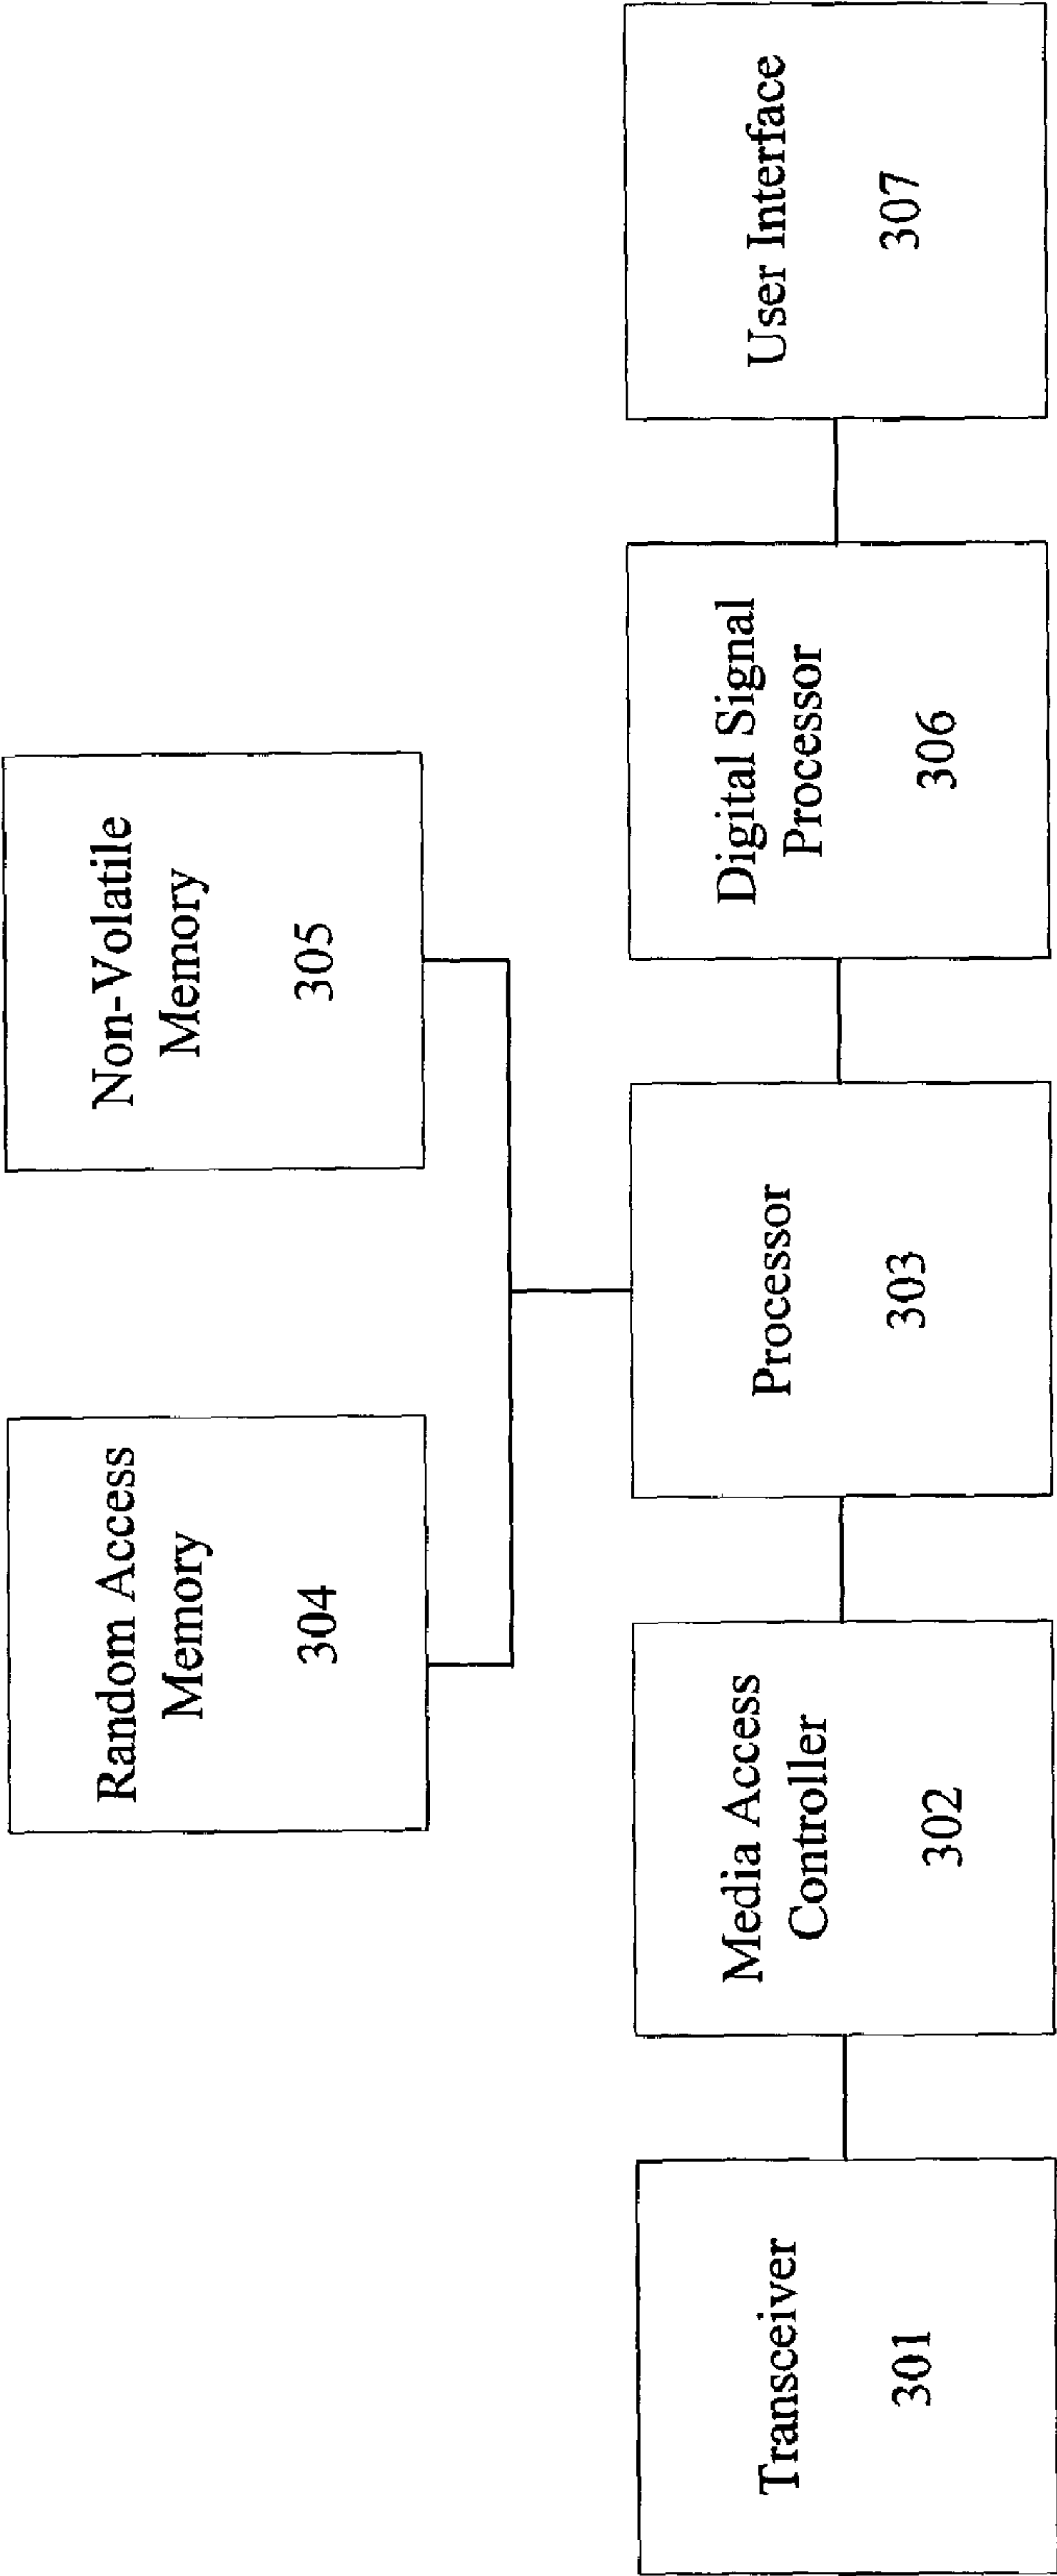 Random Access
Memory
304
Non-Volatile
Memory
305
Transceiver
301
Media Access
Controller
302
Processor
303
Digital Signal
Processor
306
User Interface
307